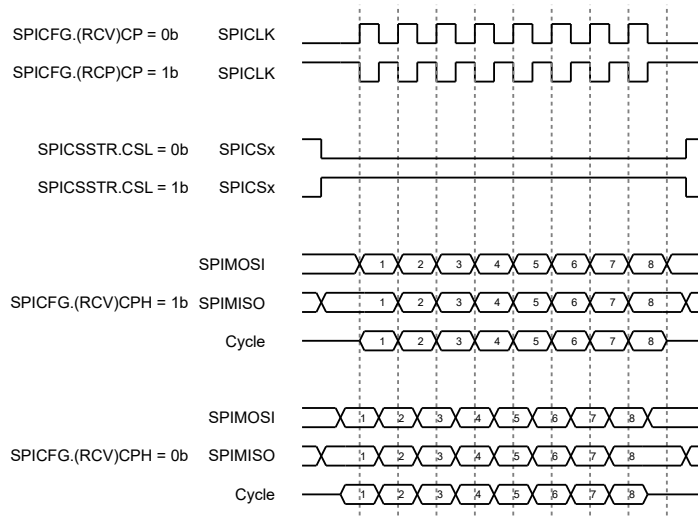 SPICFG.(RCV)CP = 0b SPICLK
SPICFG.(RCP)CP = 1b SPICLK
SPICSSTR.CSL = 0b SPICSx
SPICSSTR.CSL = 1b SPICSx
SPIMOSI 1 2 3 4 5 6 7 8
SPICFG.(RCV)CPH = 1b SPIMISO 1 2 3 4 5 6 7 8
Cycle 1 2 3 4 5 6 7 8
SPIMOSI 1 2 3 4 5 6 7 8
SPICFG.(RCV)CPH = 0b SPIMISO 1 2 3 4 5 6 7 8
Cycle 1 2 3 4 5 6 7 8